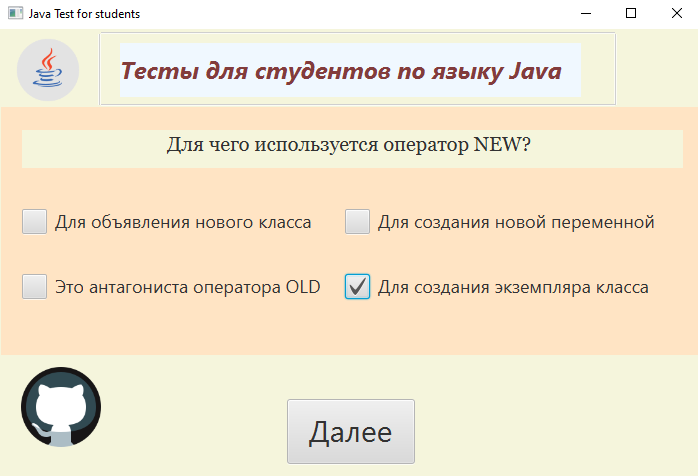 Java Test for students
Тесты для студентов по языку Java
Для чего используется оператор NEW?
Для объявления нового класса
Для создания новой переменной
Это антагониста оператора OLD
Для создания экземпляра класса
Далее